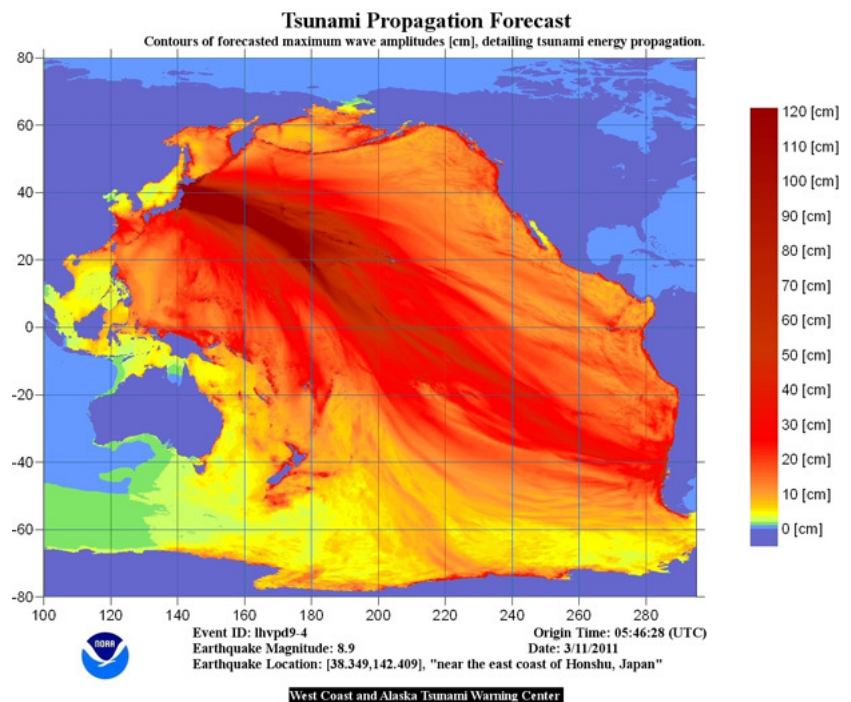 Tsunami Propagation Forecast
Contours of forecasted maximum wave amplitudes [cm], detailing tsunami energy propagation.
80
60
40
20
0
-20
-40
-60
-80
100 120 140 160 180 200 220 240 260 280
120 [cm]
110 [cm]
100 [cm]
90 [cm]
80 [cm]
70 [cm]
60 [cm]
50 [cm]
40 [cm]
30 [cm]
20 [cm]
10 [cm]
0 [cm]
NOAA
Event ID: lhvpd9-4 Origin Time: 05:46:28 (UTC)
Earthquake Magnitude: 8.9 Date: 3/11/2011
Earthquake Location: [38.349,142.409], "near the east coast of Honshu, Japan"
West Coast and Alaska Tsunami Warning Center